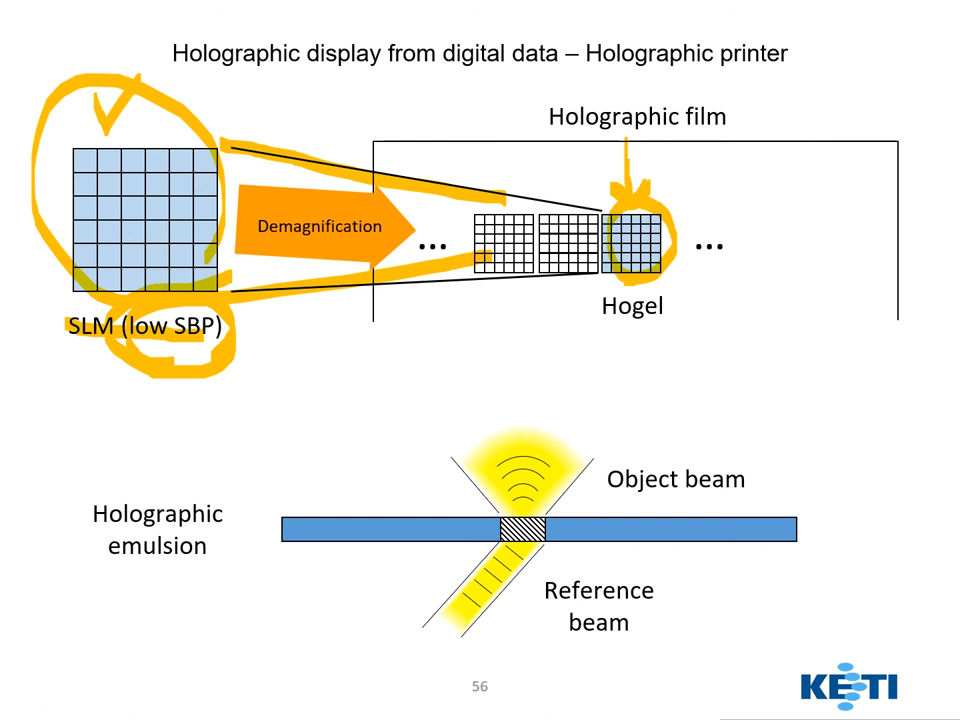 Holographic display from digital data – Holographic printer
Holographic film
Demagnification
...
...
Hogel
SLM (low SBP)
Object beam
Holographic
emulsion
Reference
beam
56
KETI